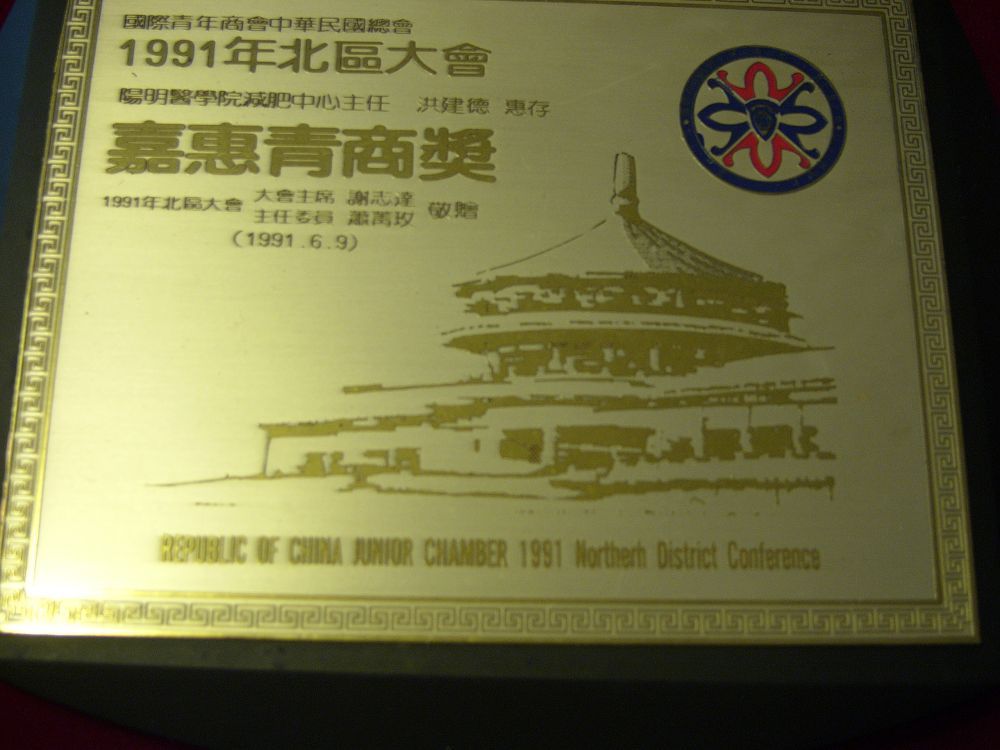 國際青年商會中華民國總會
1991年北區大會
陽明醫學院減肥中心主任 洪建德 惠存
嘉惠青商獎
1991年北區大會 大會主席 謝志達 敬贈
主任委員 蕭菁玫
(1991.6.9)
REPUBLIC OF CHINA JUNIOR CHAMBER 1991 Northern District Conference